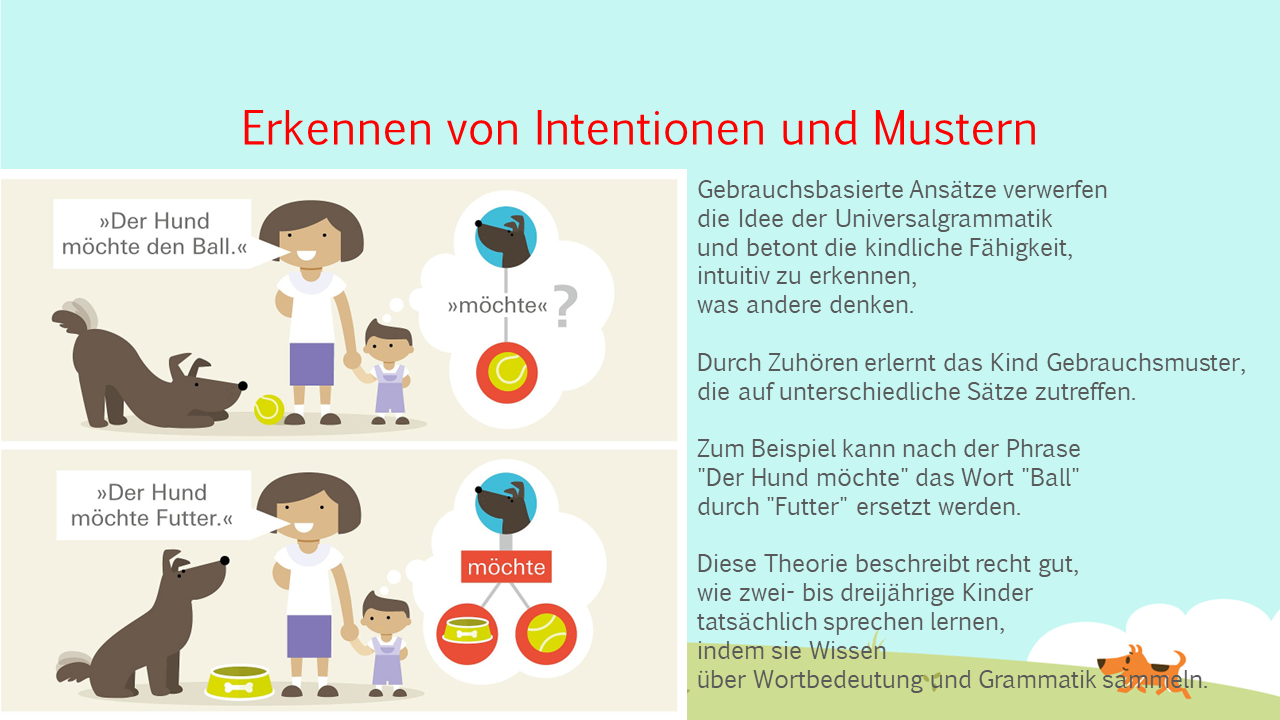 Erkennen von Intentionen und Mustern
»Der Hund
möchte den Ball.«
»möchte« ?
»Der Hund
möchte Futter.«
möchte
Gebrauchsbasierte Ansätze verwerfen
die Idee der Universalgrammatik
und betont die kindliche Fähigkeit,
intuitiv zu erkennen,
was andere denken.
Durch Zuhören erlernt das Kind Gebrauchsmuster,
die auf unterschiedliche Sätze zutreffen.
Zum Beispiel kann nach der Phrase
"Der Hund möchte" das Wort "Ball"
durch "Futter" ersetzt werden.
Diese Theorie beschreibt recht gut,
wie zwei- bis dreijährige Kinder
tatsächlich sprechen lernen,
indem sie Wissen
über Wortbedeutung und Grammatik sammeln.